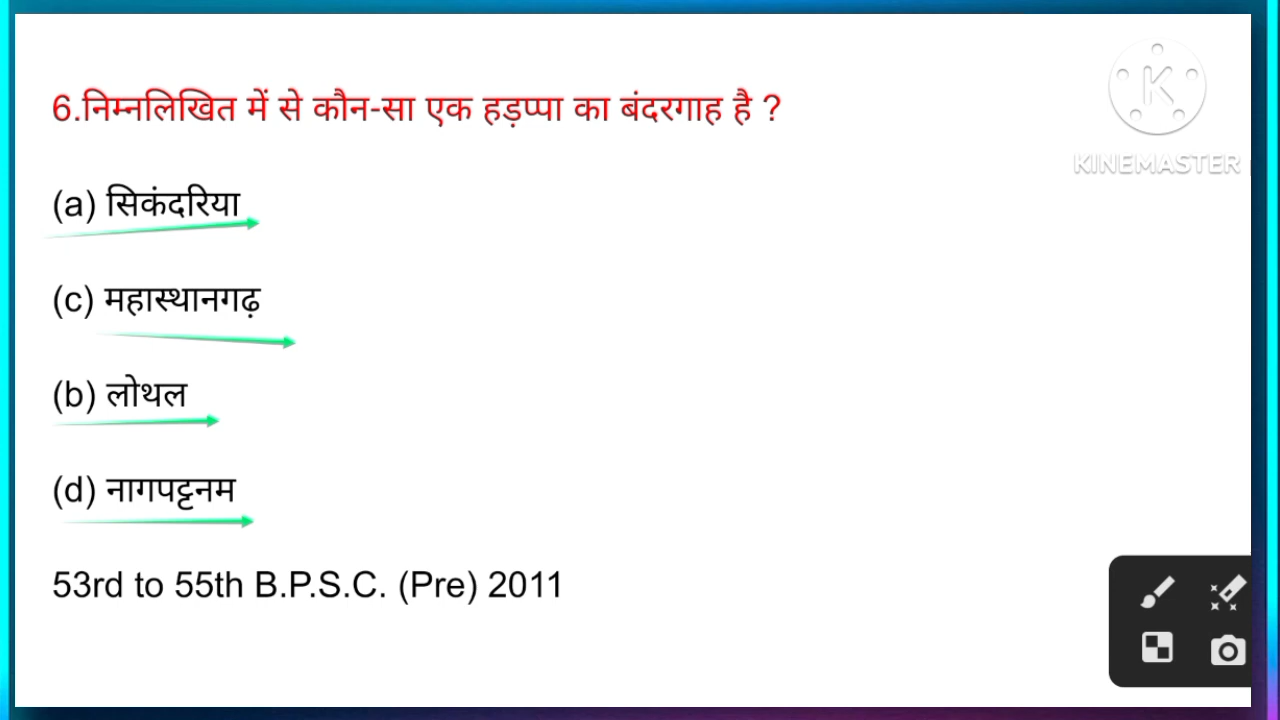 6.निम्नलिखित में से कौन-सा एक हड़प्पा का बंदरगाह है ?
KINEMASTER
(a) सिकंदरिया
(c) महास्थानगढ़
(b) लोथल
(d) नागपट्टनम
53rd to 55th B.P.S.C. (Pre) 2011